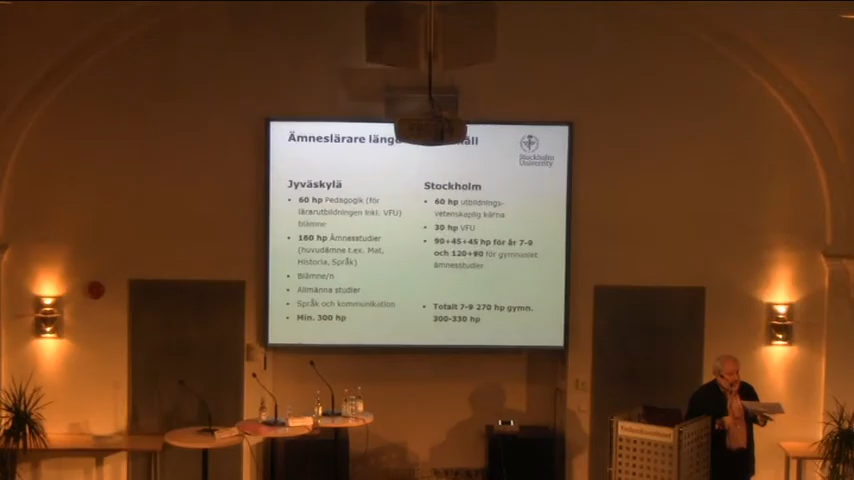 Ämneslärare läng
äll
Stockholm
University
Jyväskylä
• 60 hp Pedagogik (för
lärarutbildningen inkl. VFU)
biämne
• 160 hp Ämnesstudier
(huvudämne t.ex. Mat,
Historia, Språk)
• Biämne/n
• Allmänna studier
• Språk och kommunikation
• Min. 300 hp
Stockholm
• 60 hp utbildnings-
vetenskaplig kärna
• 30 hp VFU
• 90+45+45 hp för år 7-9
och 120+90 för gymnasiet
ämnesstudier
• Totalt 7-9 270 hp gymn.
300-330 hp